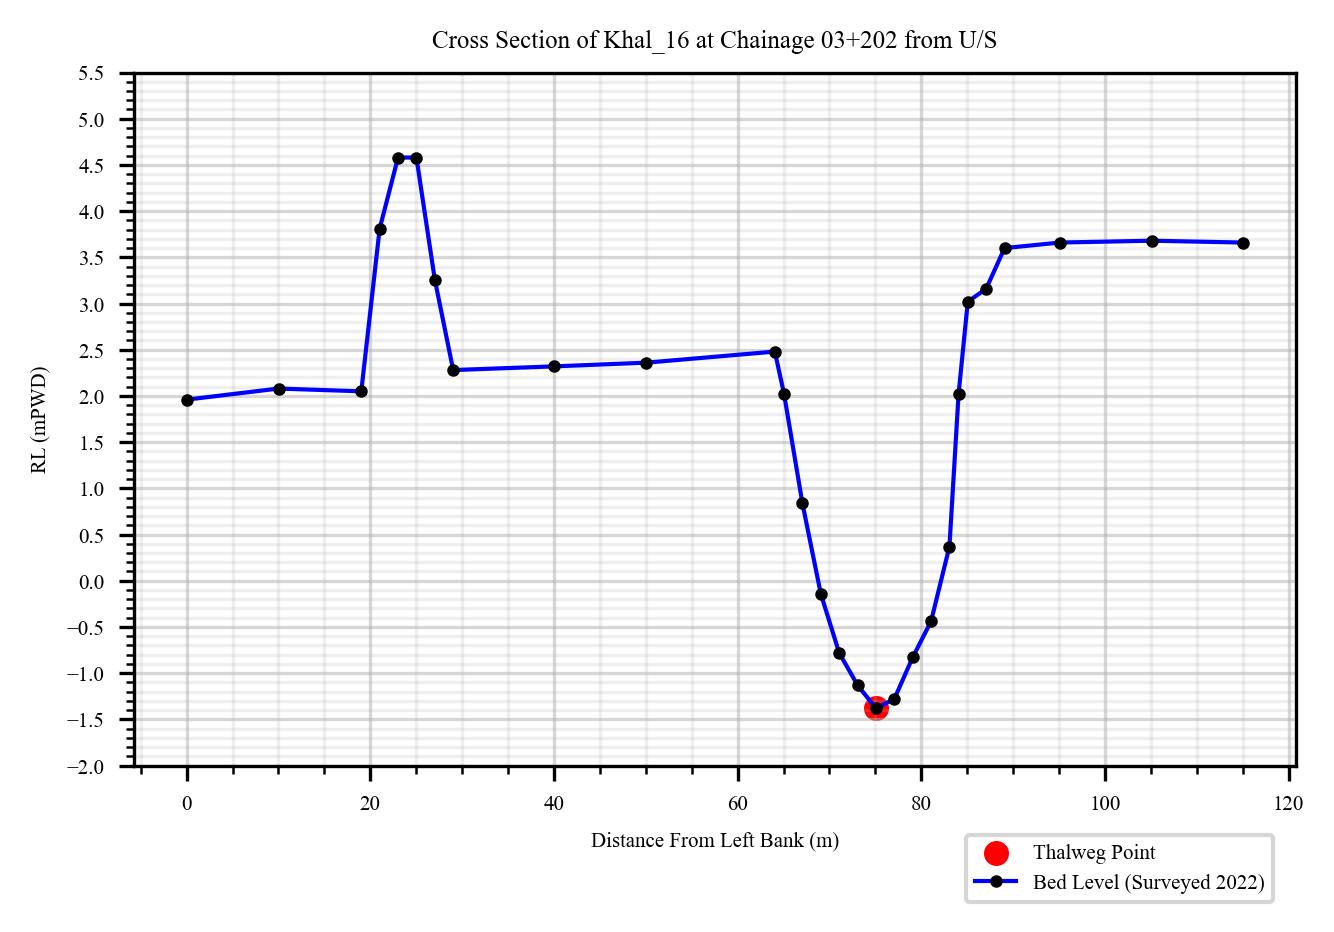 Cross Section of Khal_16 at Chainage 03+202 from U/S
5.5
5.0
4.5
4.0
3.5
3.0
2.5
2.0
1.5
1.0
0.5
0.0
−0.5
−1.0
−1.5
−2.0
RL (mPWD)
0 20 40 60 80 100 120
Distance From Left Bank (m)
Thalweg Point
Bed Level (Surveyed 2022)